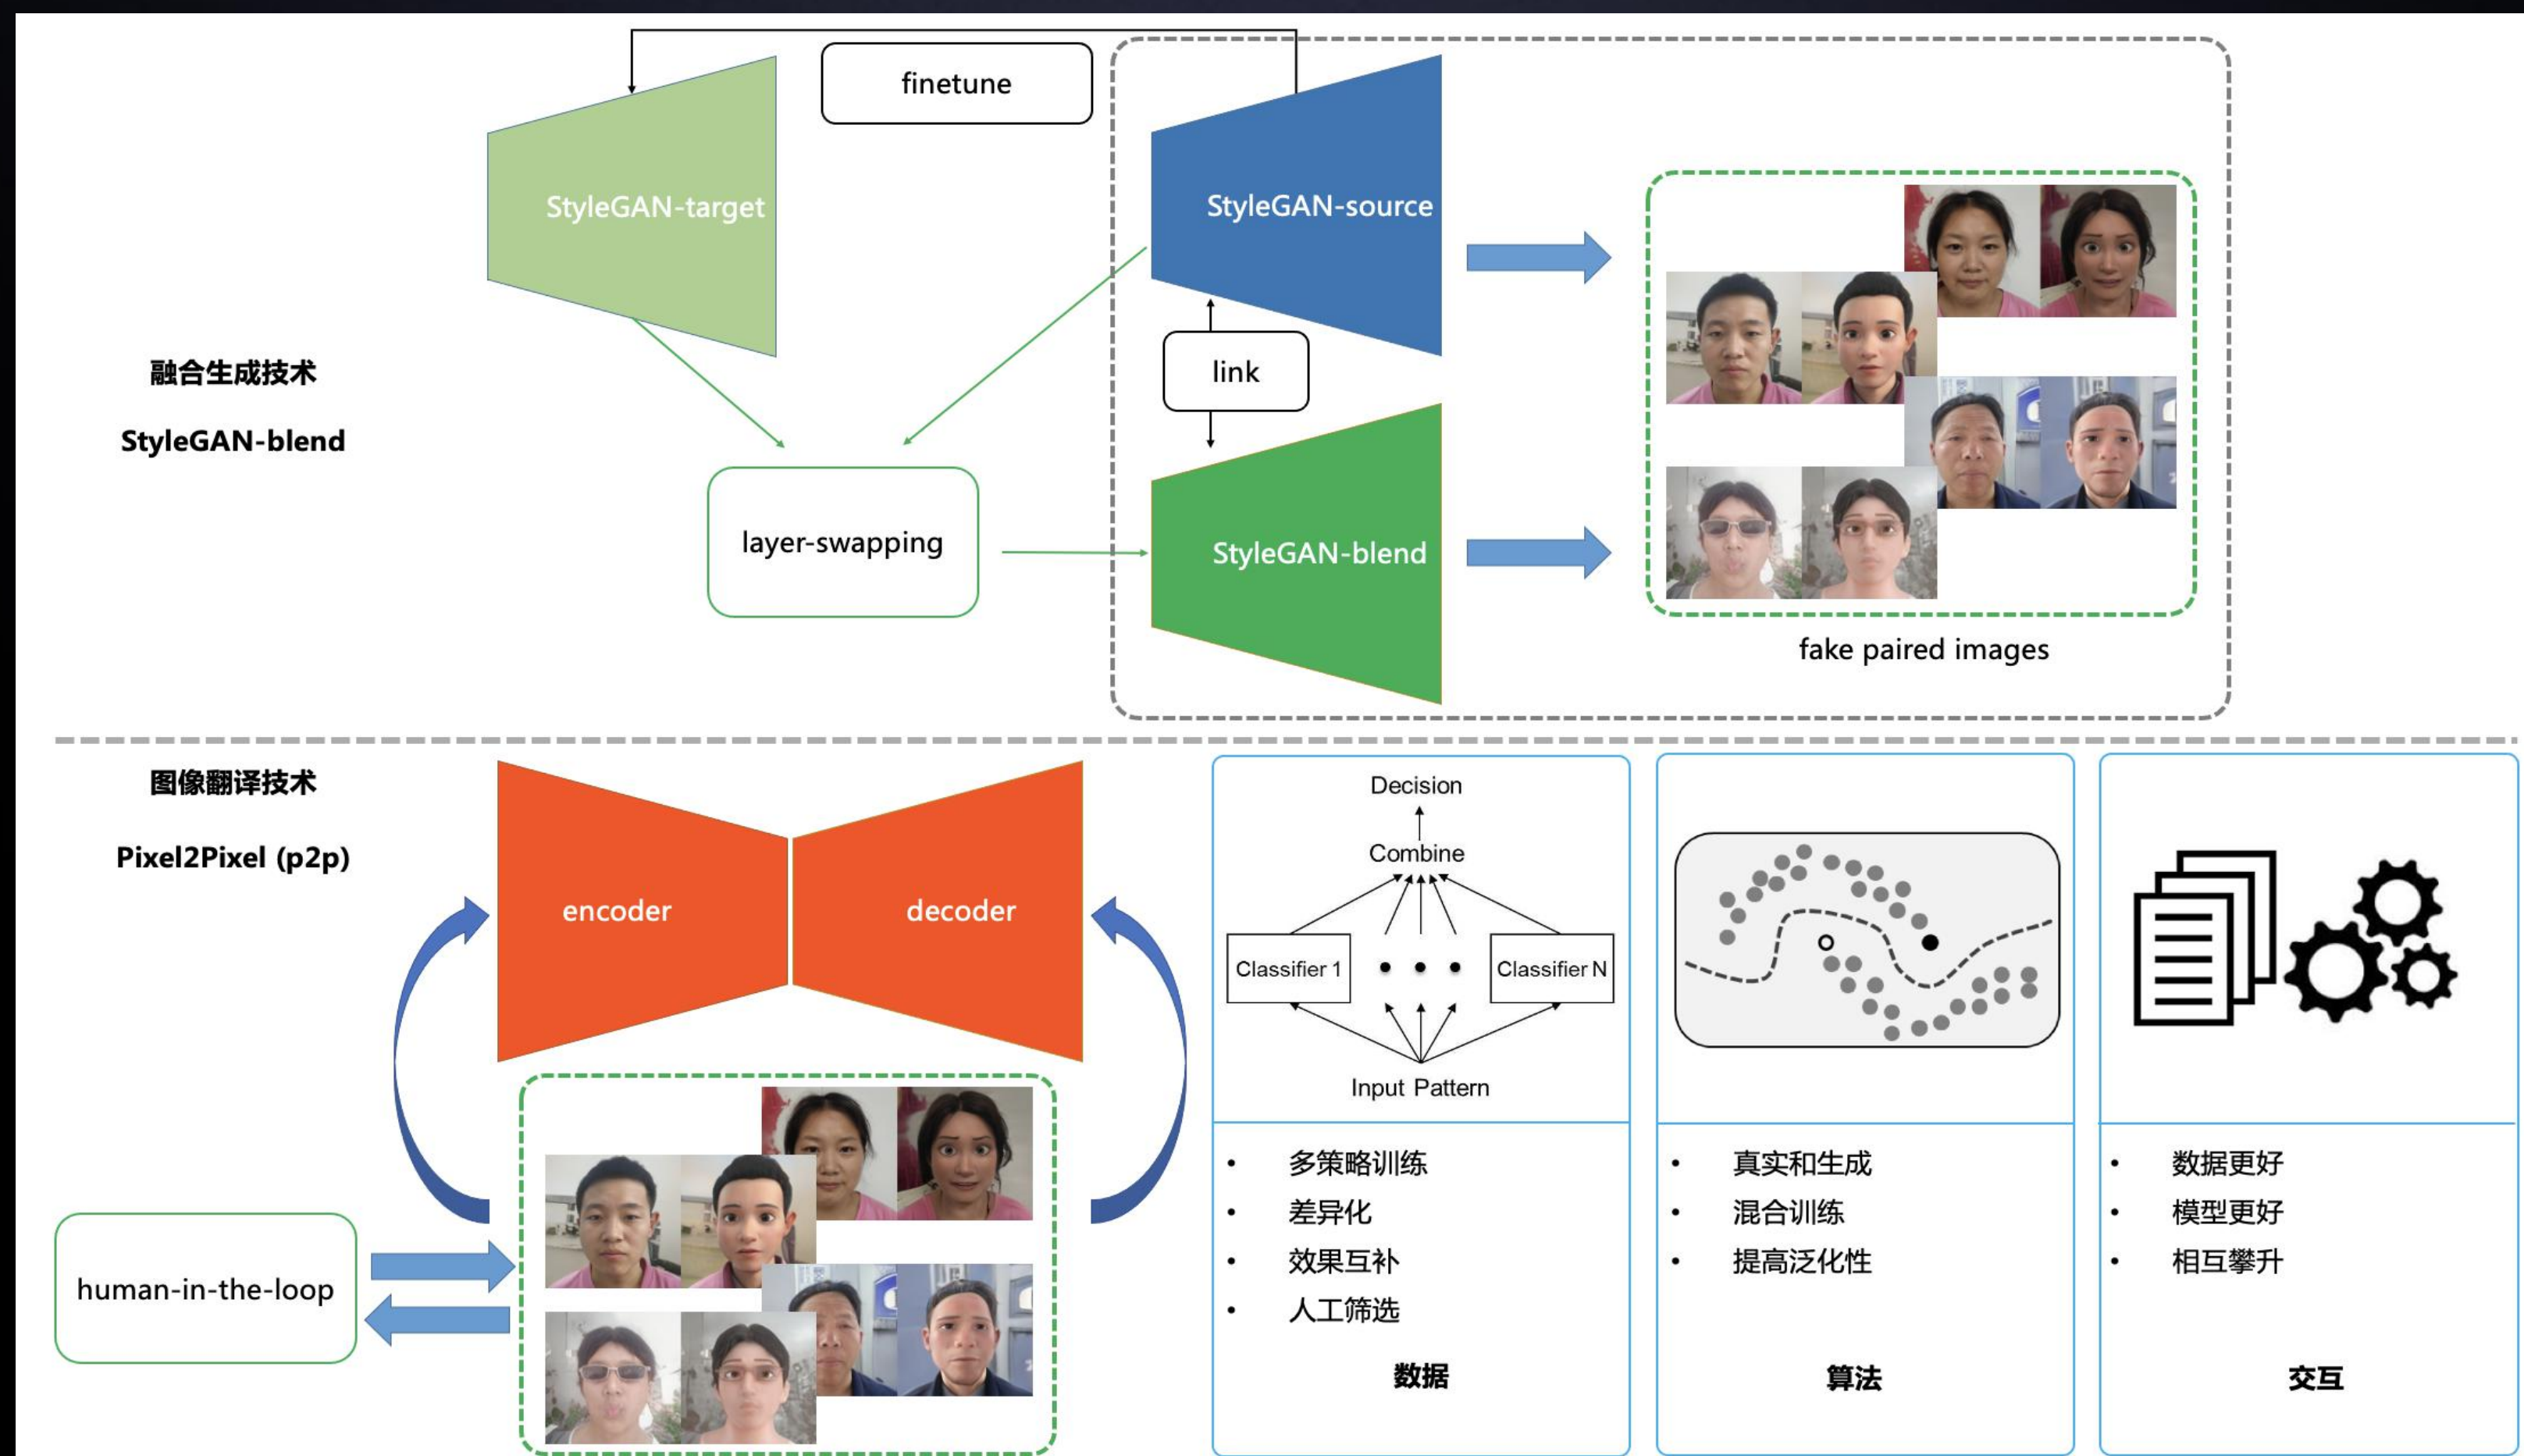 finetune
StyleGAN-target
StyleGAN-source
融合生成技术
StyleGAN-blend
link
layer-swapping
StyleGAN-blend
fake paired images
图像翻译技术
Pixel2Pixel (p2p)
encoder
decoder
human-in-the-loop
Decision
Combine
Classifier 1
Classifier N
Input Pattern
• 多策略训练
• 差异化
• 效果互补
• 人工筛选
数据
• 真实和生成
• 混合训练
• 提高泛化性
算法
• 数据更好
• 模型更好
• 相互攀升
交互